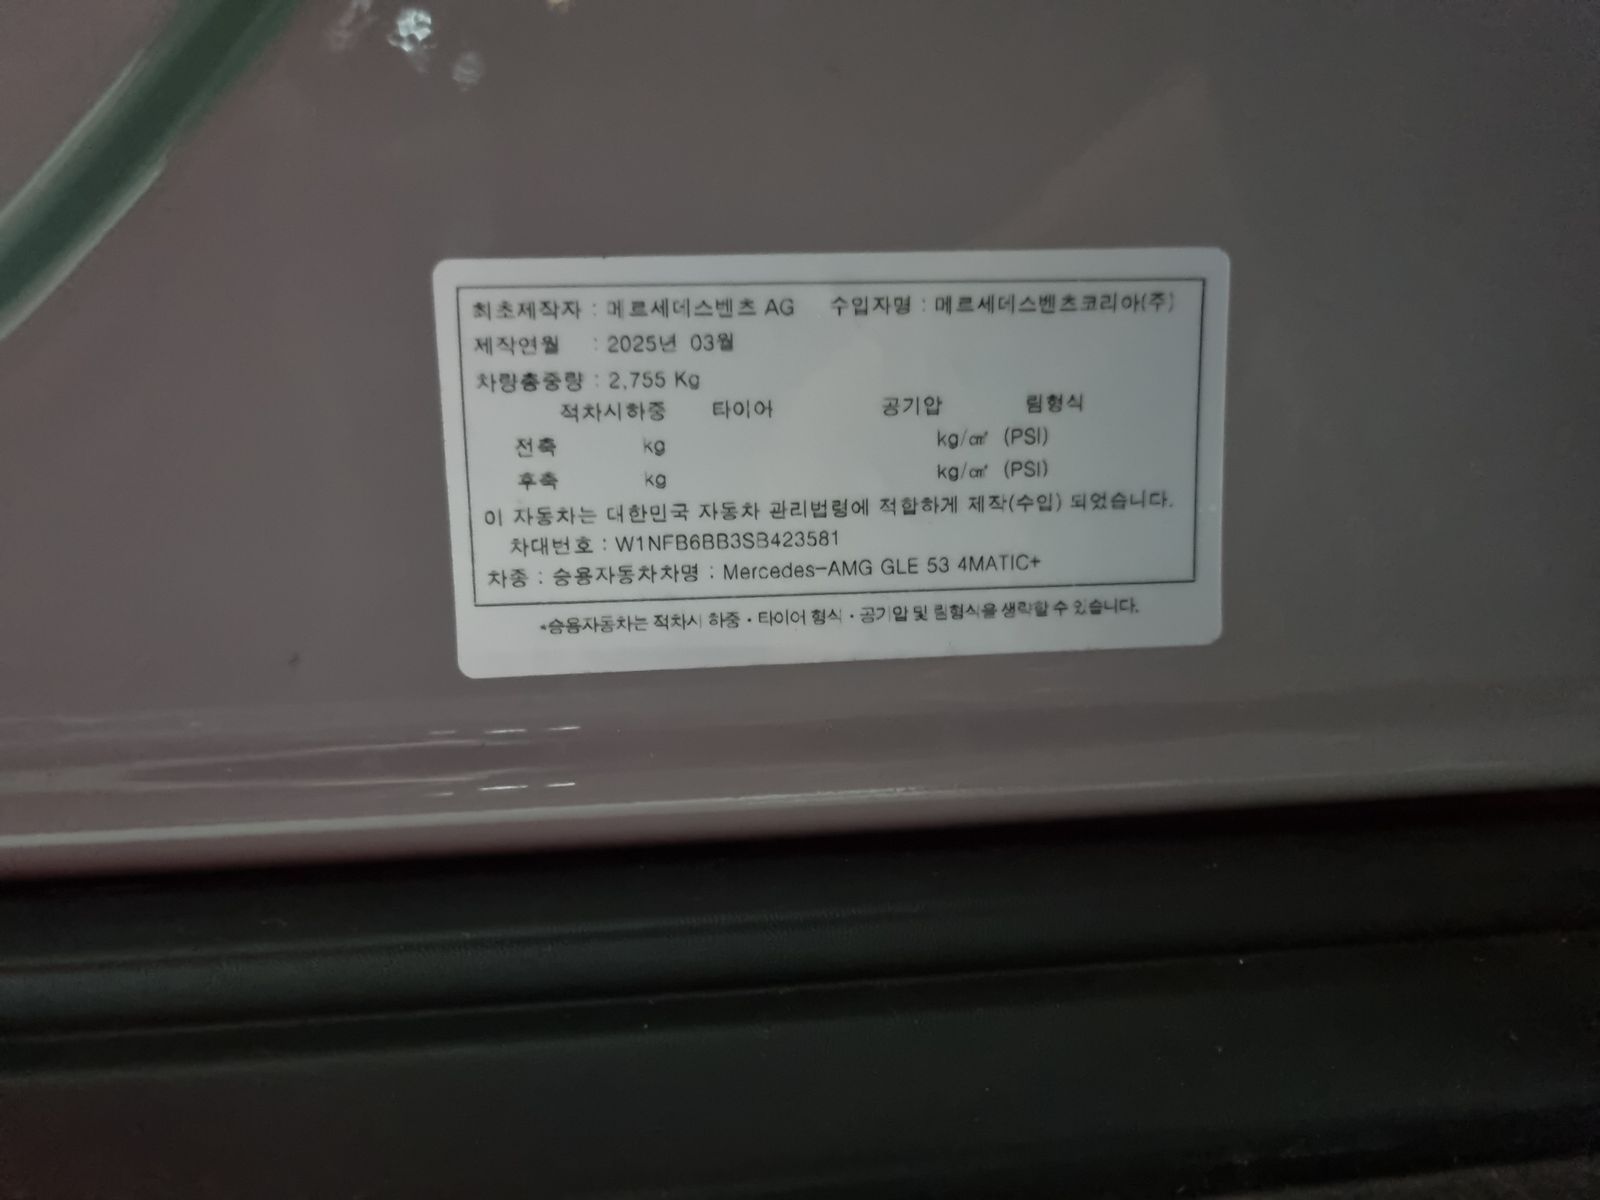 최초제작자 : 메르세데스벤츠 AG 수입자명 : 메르세데스벤츠코리아(주)
제작연월 : 2025년 03월
차량총중량 : 2,755 Kg
적차시하중 타이어 공기압 림형식
전축 kg kg/㎠ (PSI)
후축 kg kg/㎠ (PSI)
이 자동차는 대한민국 자동차 관리법령에 적합하게 제작(수입) 되었습니다.
차대번호 : W1NFB6BB3SB423581
차종 : 승용자동차차명 : Mercedes-AMG GLE 53 4MATIC+
*승용자동차는 적차시 하중 · 타이어 형식 · 공기압 및 림형식을 생략할 수 있습니다.